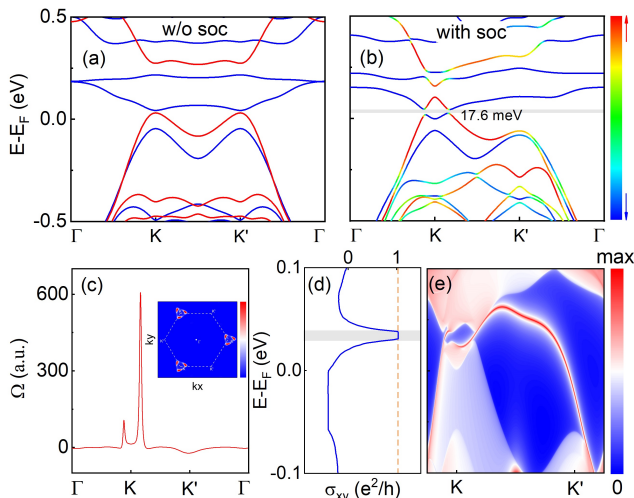 0.5
0.0
-0.5
E-E_F (eV)
(a)
w/o soc
Γ
K
K'
Γ
(b)
with soc
17.6 meV
Γ
K
K'
Γ
600
300
0
Ω (a.u.)
(c)
ky
kx
Γ
K
K'
Γ
0
1
0.1
0.0
-0.1
E-E_F (eV)
(d)
σ_xy (e²/h)
(e)
K
K'
max
0